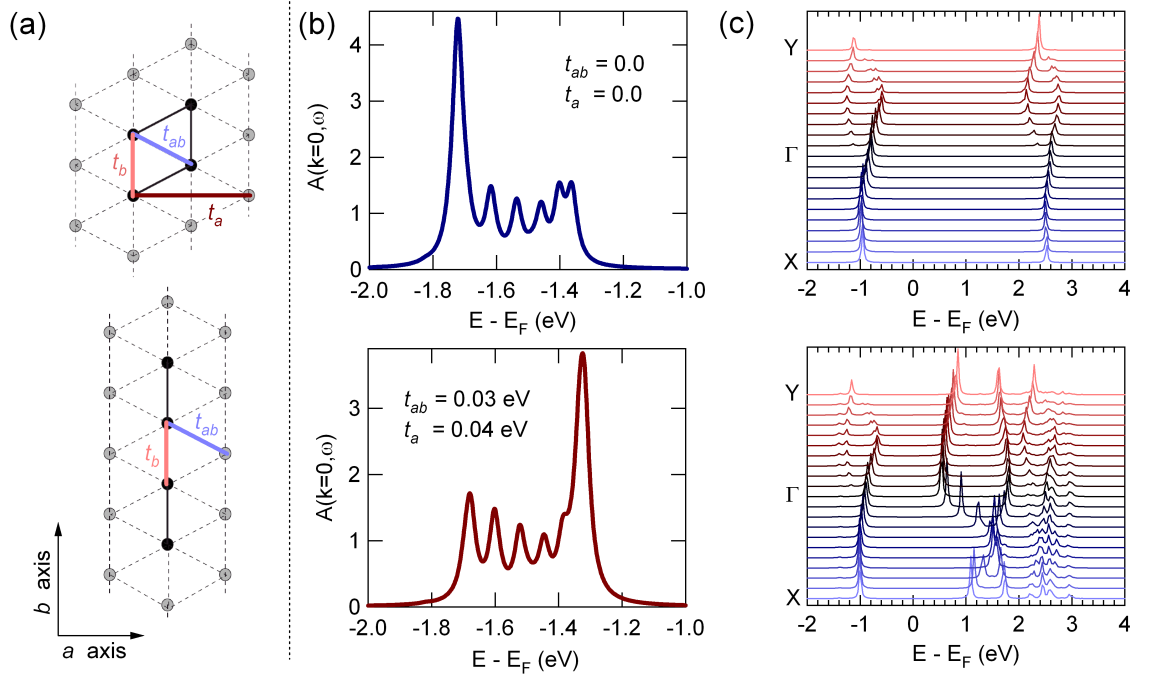 (a)
t_ab
t_b
t_a
t_ab
t_b
b axis
a axis
(b)
A(k=0,ω)
4
3
2
1
0
t_ab = 0.0
t_a = 0.0
-2.0 -1.8 -1.6 -1.4 -1.2 -1.0
E - E_F (eV)
A(k=0,ω)
3
2
1
0
t_ab = 0.03 eV
t_a = 0.04 eV
-2.0 -1.8 -1.6 -1.4 -1.2 -1.0
E - E_F (eV)
(c)
Y
Γ
X
-2 -1 0 1 2 3 4
E - E_F (eV)
Y
Γ
X
-2 -1 0 1 2 3 4
E - E_F (eV)